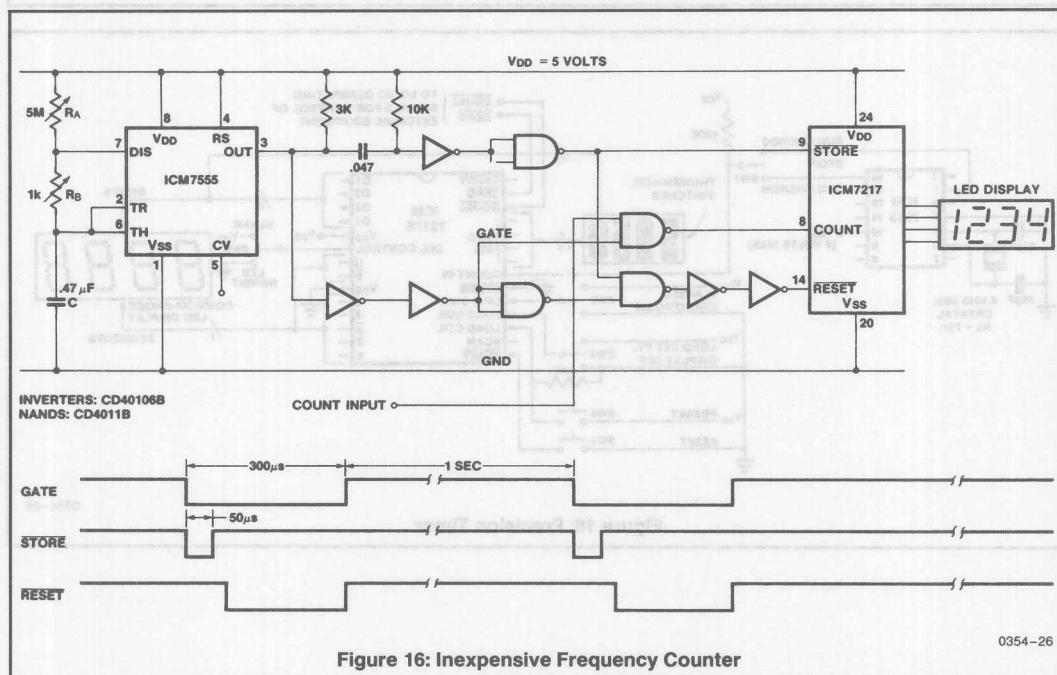 VDD = 5 VOLTS
5M
RA
8
4
3K
10K
24
VDD
RS
7
DIS
OUT
3
.047
VDD
9
STORE
ICM7555
ICM7217
LED DISPLAY
1k
RB
2
TR
6
TH
GATE
8
COUNT
1234
VSS
CV
1
5
14
RESET
VSS
.47 μF
C
20
GND
INVERTERS: CD40106B
NANDS: CD4011B
COUNT INPUT
300μs
1 SEC
GATE
50μs
STORE
RESET
0354-26
Figure 16: Inexpensive Frequency Counter